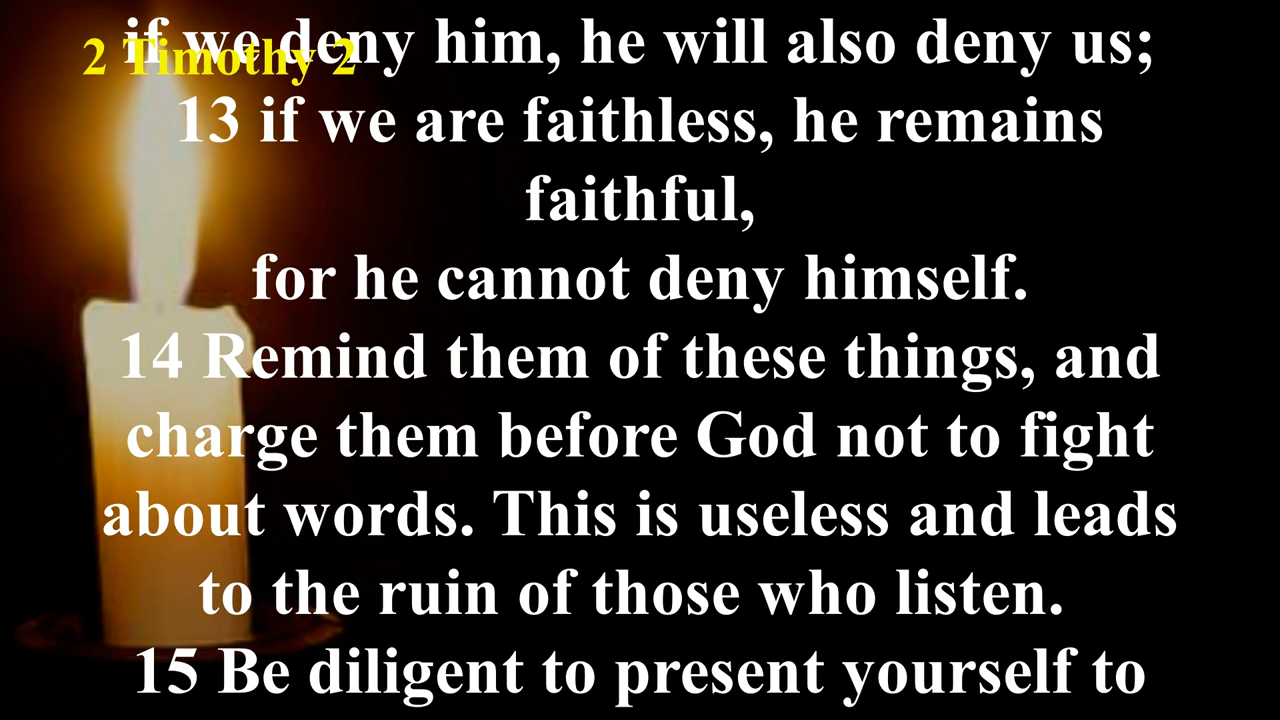 2 Timothy 2
if we deny him, he will also deny us;
13 if we are faithless, he remains
faithful,
for he cannot deny himself.
14 Remind them of these things, and
charge them before God not to fight
about words. This is useless and leads
to the ruin of those who listen.
15 Be diligent to present yourself to